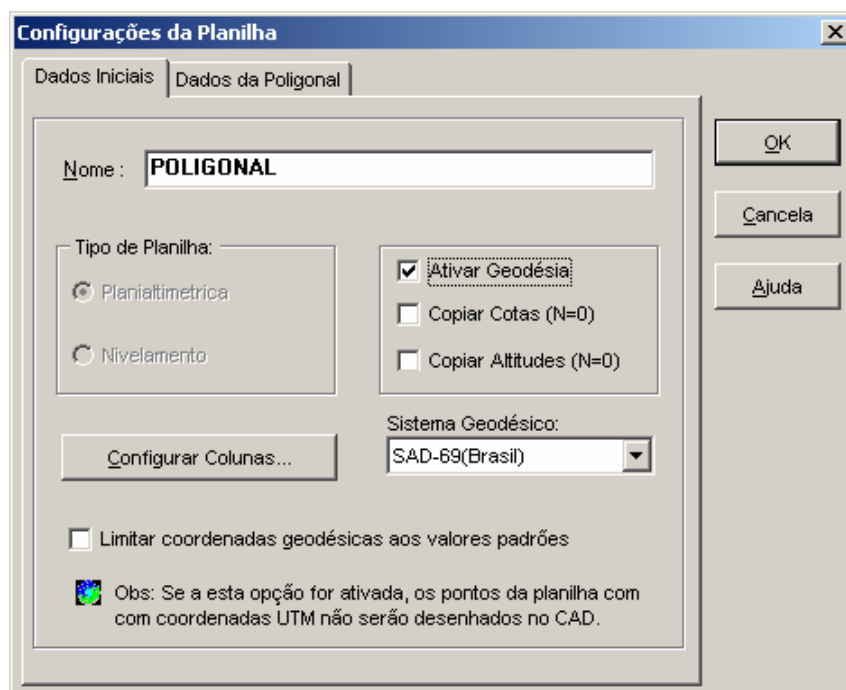 Configurações da Planilha
Dados Iniciais
Dados da Poligonal
Nome :
POLIGONAL
OK
Cancela
Ajuda
Tipo de Planilha:
Planialtimetrica
Nivelamento
Ativar Geodésia
Copiar Cotas (N=0)
Copiar Altitudes (N=0)
Configurar Colunas...
Sistema Geodésico:
SAD-69(Brasil)
Limitar coordenadas geodésicas aos valores padrões
Obs: Se a esta opção for ativada, os pontos da planilha com
com coordenadas UTM não serão desenhados no CAD.